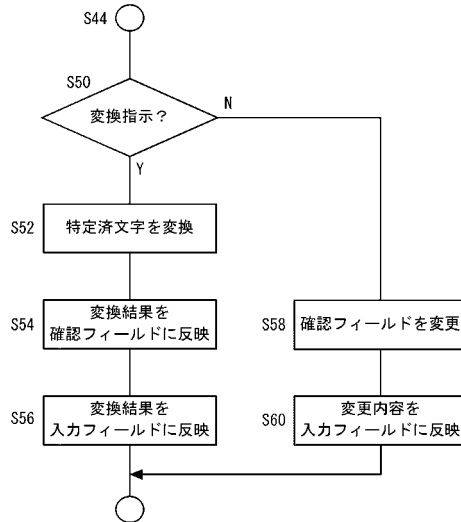 S44
S50
変換指示？
N
Y
S52
特定済文字を変換
S54
変換結果を
確認フィールドに反映
S58
確認フィールドを変更
S56
変換結果を
入力フィールドに反映
S60
変更内容を
入力フィールドに反映